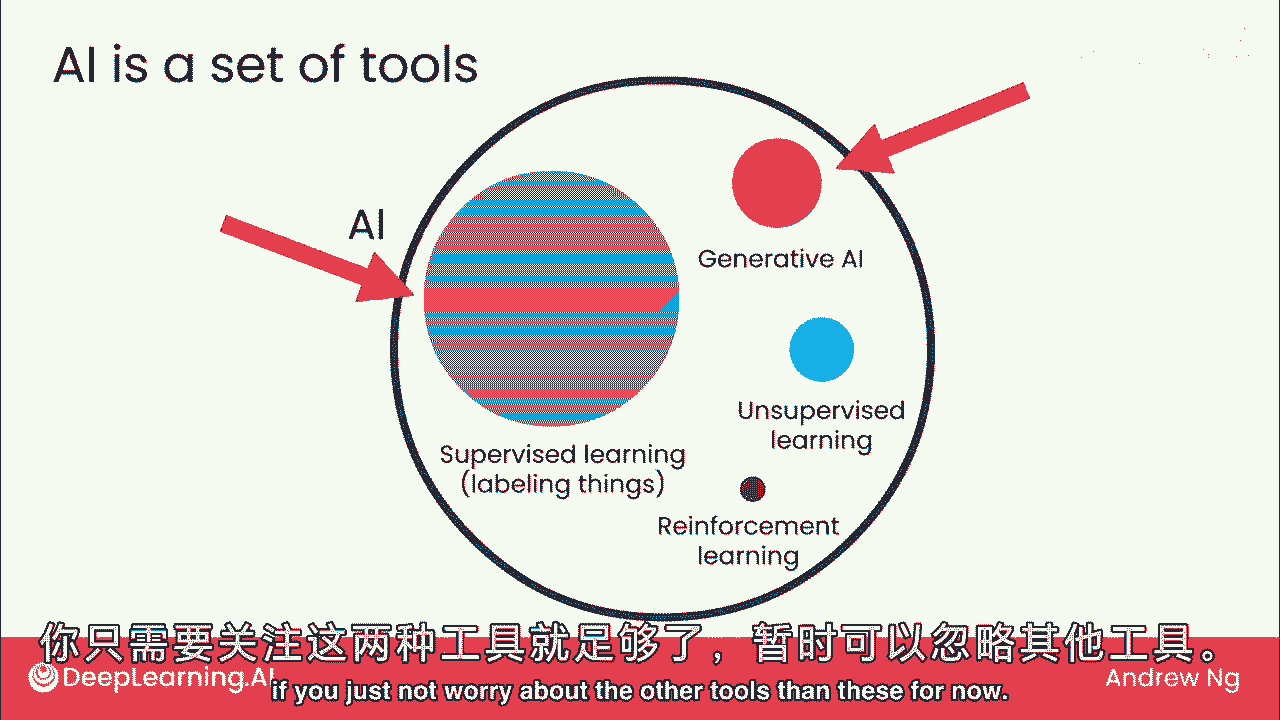 AI is a set of tools
AI
Generative AI
Unsupervised
learning
Supervised learning
(labeling things)
Reinforcement
learning
你只需要关注这两种工具就足够了，暂时可以忽略其他工具。
DeepLearning.AI
if you just not worry about the other tools than these for now.
Andrew Ng